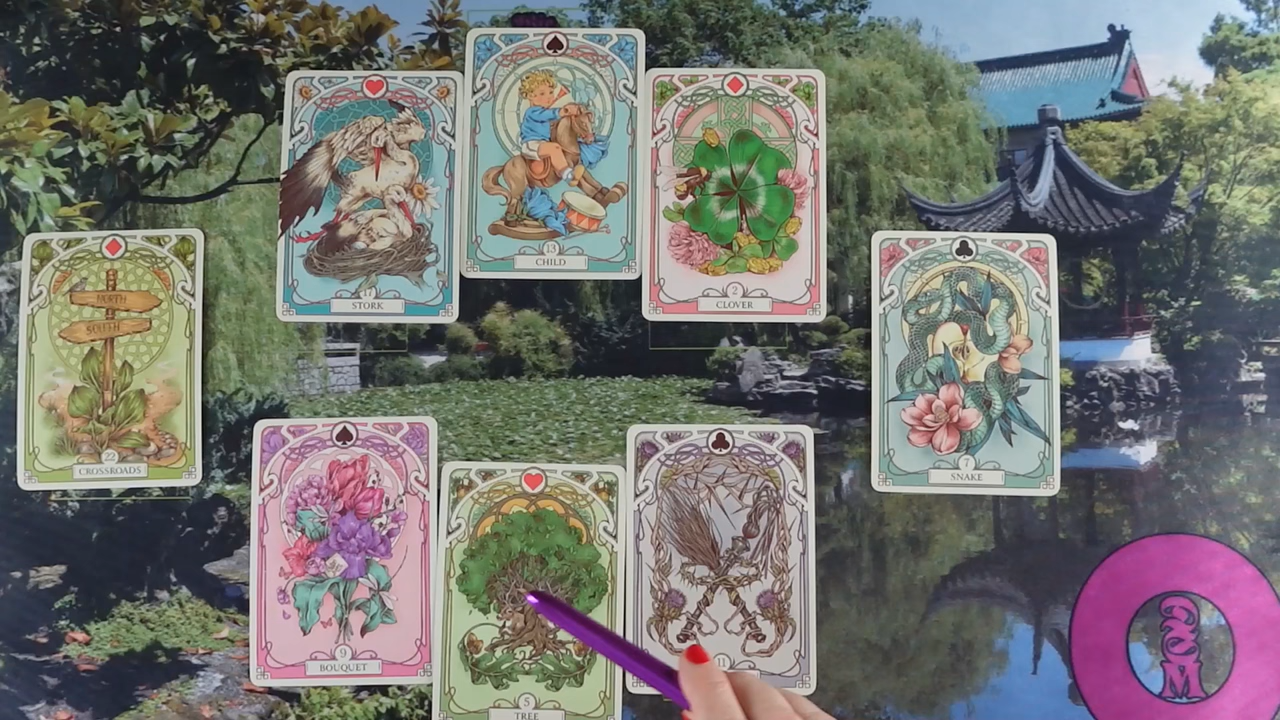 13
CHILD
17
STORK
2
CLOVER
NORTH
SOUTH
22
CROSSROADS
7
SNAKE
9
BOUQUET
5
TREE
11